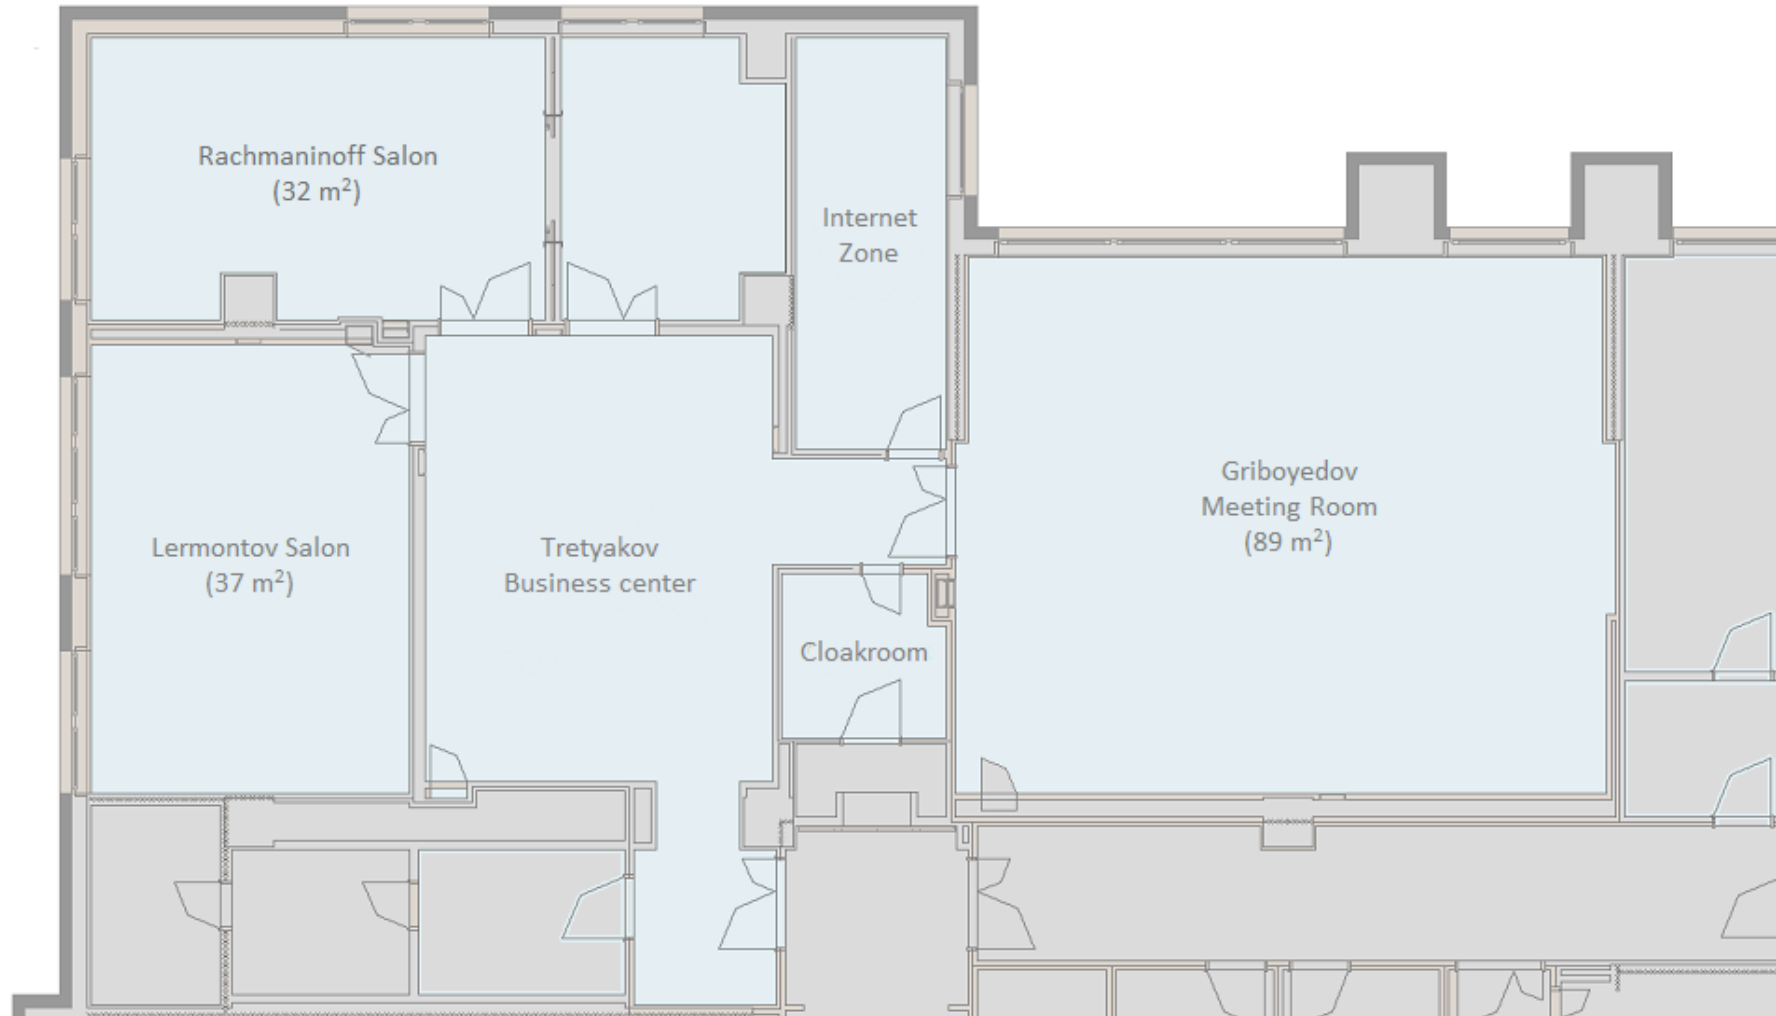 Rachmaninoff Salon
(32 m²)
Internet
Zone
Griboyedov
Meeting Room
(89 m²)
Lermontov Salon
(37 m²)
Tretyakov
Business center
Cloakroom